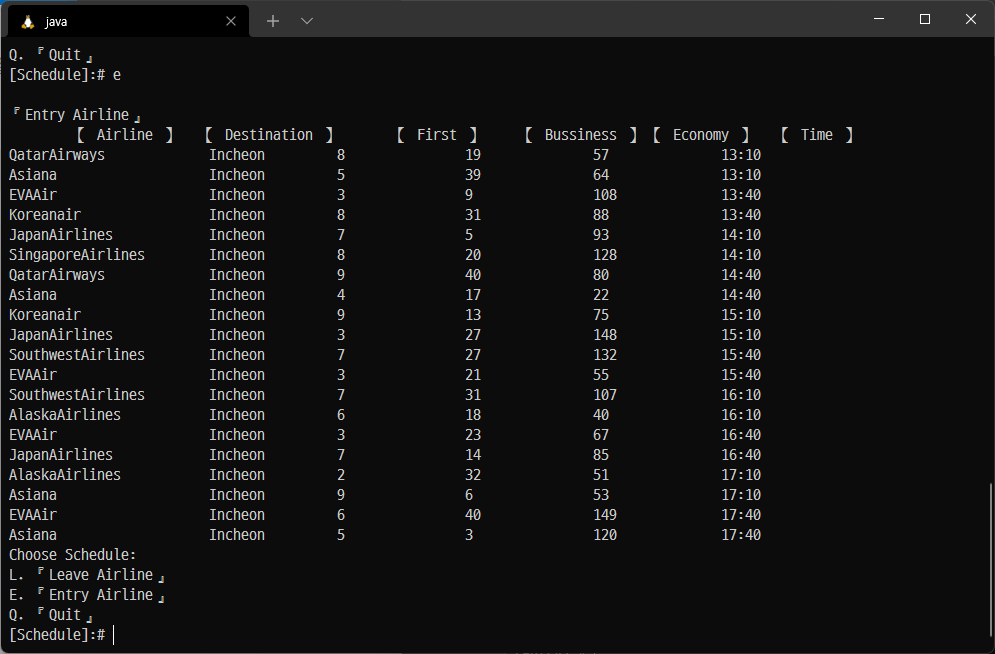 java
Q. 『Quit』
[Schedule]:# e
『Entry Airline』
【 Airline 】 【 Destination 】 【 First 】 【 Bussiness 】 【 Economy 】 【 Time 】
QatarAirways Incheon 8 19 57 13:10
Asiana Incheon 5 39 64 13:10
EVAAir Incheon 3 9 108 13:40
Koreanair Incheon 8 31 88 13:40
JapanAirlines Incheon 7 5 93 14:10
SingaporeAirlines Incheon 8 20 128 14:10
QatarAirways Incheon 9 40 80 14:40
Asiana Incheon 4 17 22 14:40
Koreanair Incheon 9 13 75 15:10
JapanAirlines Incheon 3 27 148 15:10
SouthwestAirlines Incheon 7 27 132 15:40
EVAAir Incheon 3 21 55 15:40
SouthwestAirlines Incheon 7 31 107 16:10
AlaskaAirlines Incheon 6 18 40 16:10
EVAAir Incheon 3 23 67 16:40
JapanAirlines Incheon 7 14 85 16:40
AlaskaAirlines Incheon 2 32 51 17:10
Asiana Incheon 9 6 53 17:10
EVAAir Incheon 6 40 149 17:40
Asiana Incheon 5 3 120 17:40
Choose Schedule:
L. 『Leave Airline』
E. 『Entry Airline』
Q. 『Quit』
[Schedule]:#